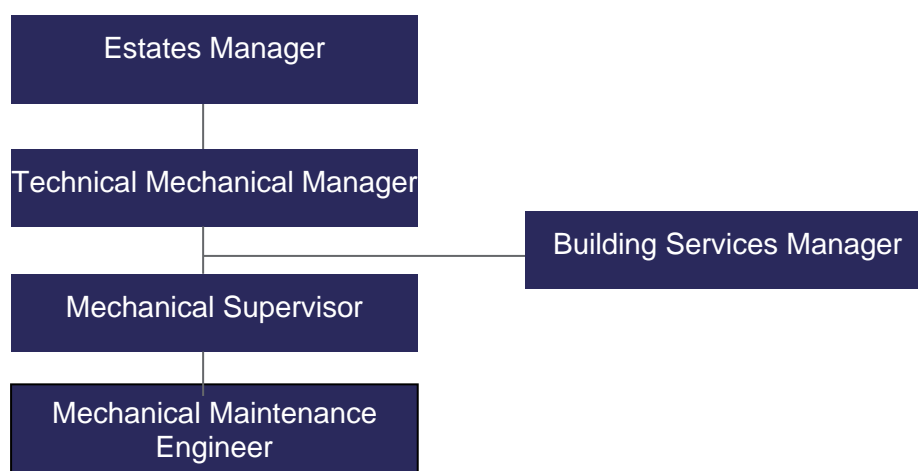 Estates Manager
Technical Mechanical Manager
Building Services Manager
Mechanical Supervisor
Mechanical Maintenance
Engineer